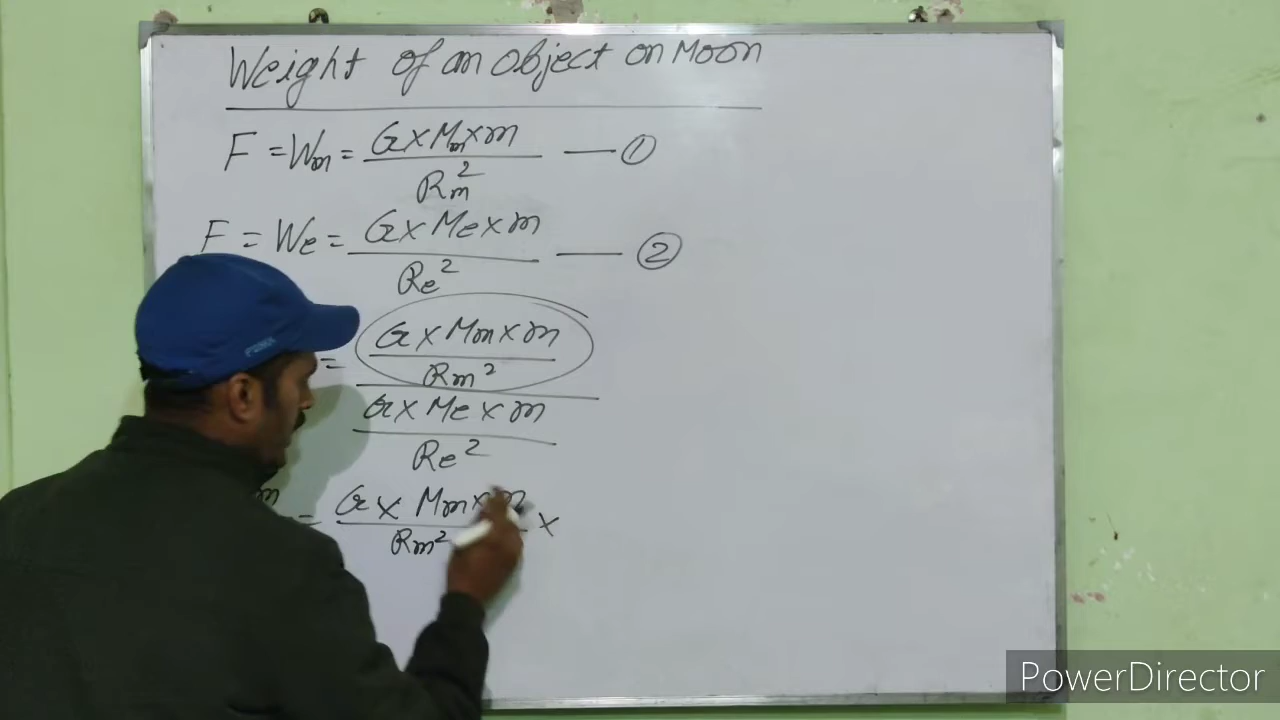 Weight of an Object on Moon
F = Wm = G × Mm × m / Rm² — ①
F = We = G × Me × m / Re² — ②
= G × Mm × m / Rm²
G × Me × m / Re²
m = G × Mm × m / Rm² ×
PUMA
PowerDirector